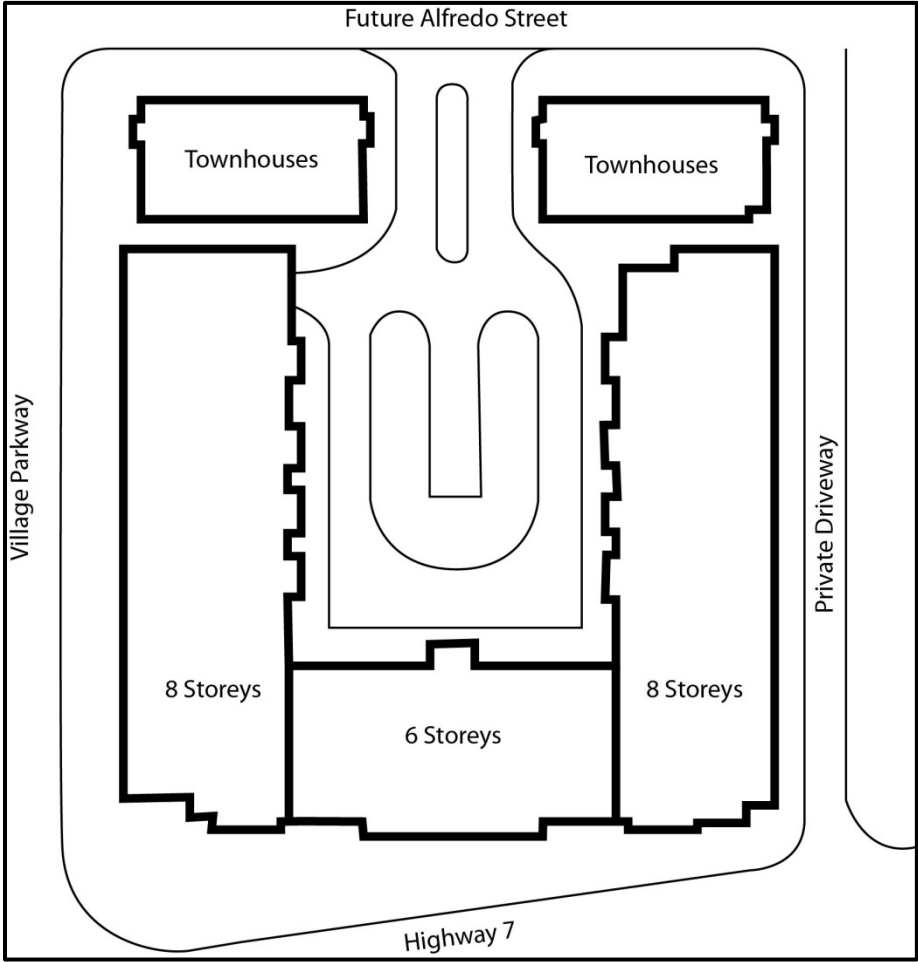 Future Alfredo Street
Townhouses
Townhouses
Village Parkway
Private Driveway
8 Storeys
6 Storeys
8 Storeys
Highway 7